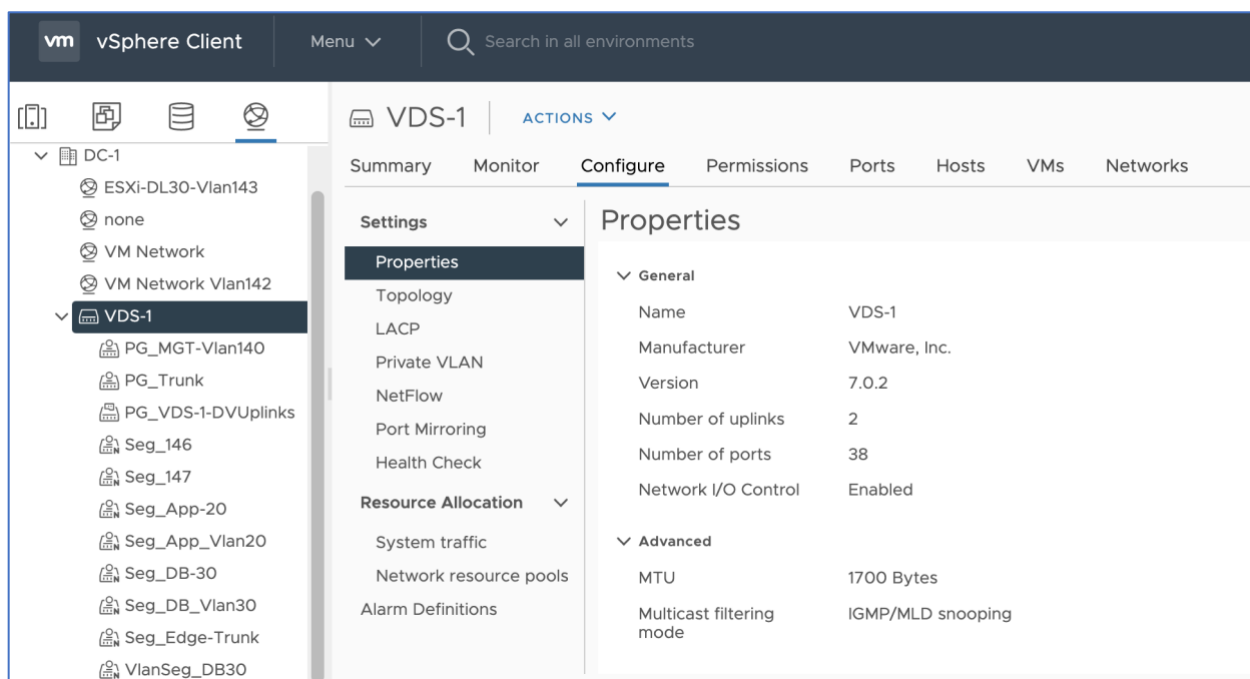 vm vSphere Client Menu Search in all environments
DC-1
ESXi-DL30-Vlan143
none
VM Network
VM Network Vlan142
VDS-1
PG_MGT-Vlan140
PG_Trunk
PG_VDS-1-DVUplinks
Seg_146
Seg_147
Seg_App-20
Seg_App_Vlan20
Seg_DB-30
Seg_DB_Vlan30
Seg_Edge-Trunk
VlanSeg_DB30
VDS-1 ACTIONS
Summary Monitor Configure Permissions Ports Hosts VMs Networks
Settings
Properties
Topology
LACP
Private VLAN
NetFlow
Port Mirroring
Health Check
Resource Allocation
System traffic
Network resource pools
Alarm Definitions
Properties
General
Name VDS-1
Manufacturer VMware, Inc.
Version 7.0.2
Number of uplinks 2
Number of ports 38
Network I/O Control Enabled
Advanced
MTU 1700 Bytes
Multicast filtering IGMP/MLD snooping
mode